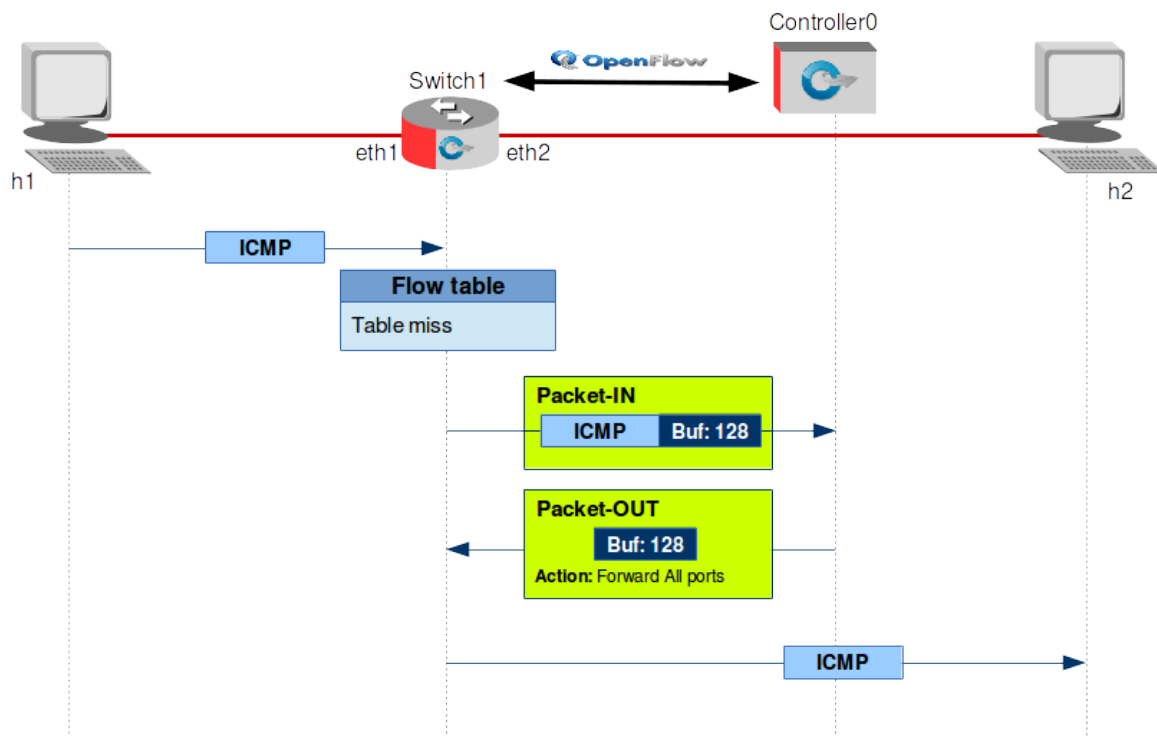 Controller0
OpenFlow
Switch1
eth1
eth2
h1
h2
ICMP
Flow table
Table miss
Packet-IN
ICMP
Buf: 128
Packet-OUT
Buf: 128
Action: Forward All ports
ICMP